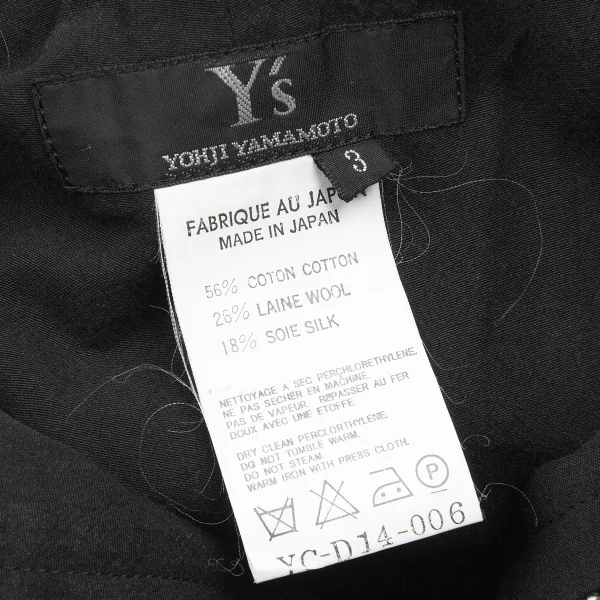 Y's
YOHJI YAMAMOTO
3
FABRIQUE AU JAPON
MADE IN JAPAN
56% COTON COTTON
26% LAINE WOOL
18% SOIE SILK
NETTOYAGE A SEC PERCHLORETHYLENE.
NE PAS SECHER EN MACHINE.
PAS DE VAPEUR. REPASSER AU FER
DOUX AVEC UNE ETOFFE.
DRY CLEAN PERCLORTHYLENE.
DO NOT TUMBLE WARM.
DO NOT STEAM.
WARM IRON WITH PRESS CLOTH.
P
YC-D14-006